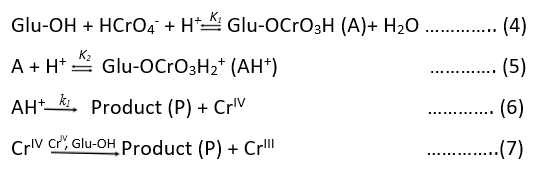 Glu-OH + HCrO₄⁻ + H⁺ ⇌ K₁ Glu-OCrO₃H (A)+ H₂O ………….. (4)
A + H⁺ ⇌ K₂ Glu-OCrO₃H₂⁺ (AH⁺) …………. (5)
AH⁺ k₁→ Product (P) + Crᴵⱽ …………. (6)
Crᴵⱽ Crᴵⱽ, Glu-OH→ Product (P) + Crᴵᴵᴵ …………..(7)